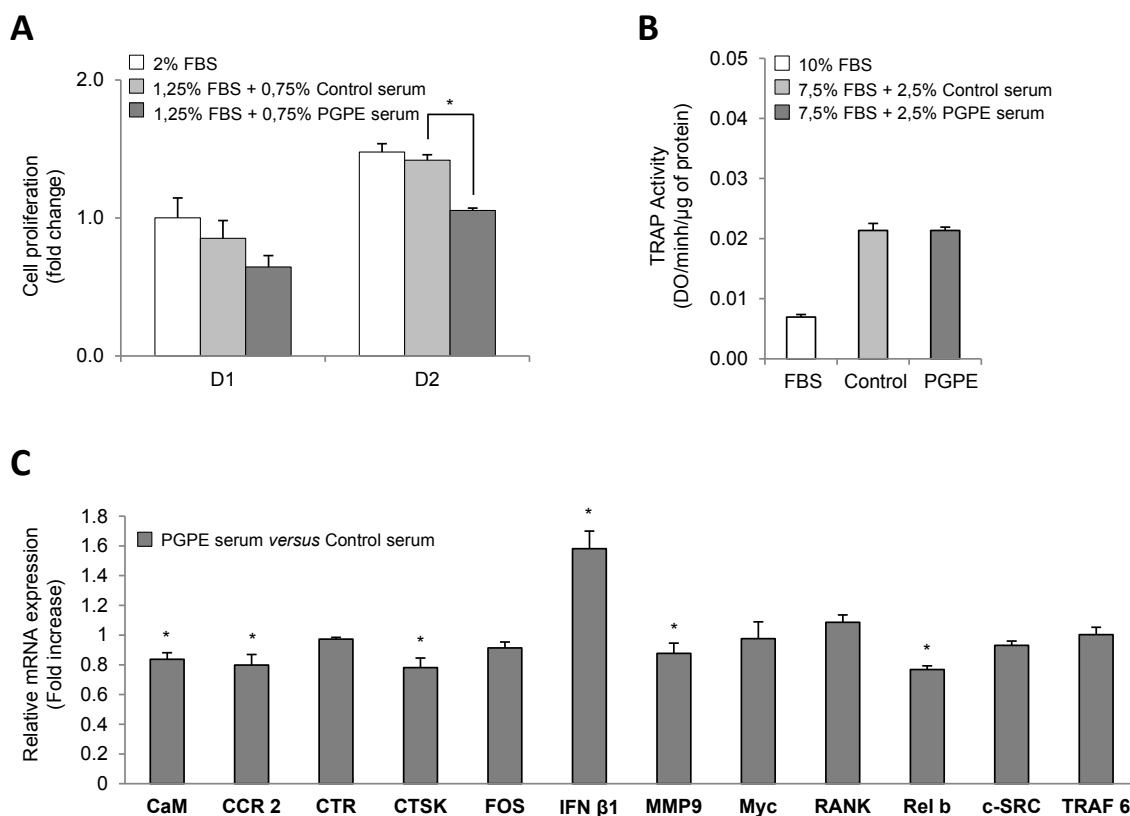 A
2% FBS
1,25% FBS + 0,75% Control serum
1,25% FBS + 0,75% PGPE serum
Cell proliferation
(fold change)
2.0
1.0
0.0
*
D1
D2
B
10% FBS
7,5% FBS + 2,5% Control serum
7,5% FBS + 2,5% PGPE serum
TRAP Activity
(DO/minh/µg of protein)
0.05
0.04
0.03
0.02
0.01
0.00
FBS
Control
PGPE
C
PGPE serum versus Control serum
Relative mRNA expression
(Fold increase)
1.8
1.6
1.4
1.2
1
0.8
0.6
0.4
0.2
0
*
*
*
*
*
*
CaM
CCR 2
CTR
CTSK
FOS
IFN β1
MMP9
Myc
RANK
Rel b
c-SRC
TRAF 6